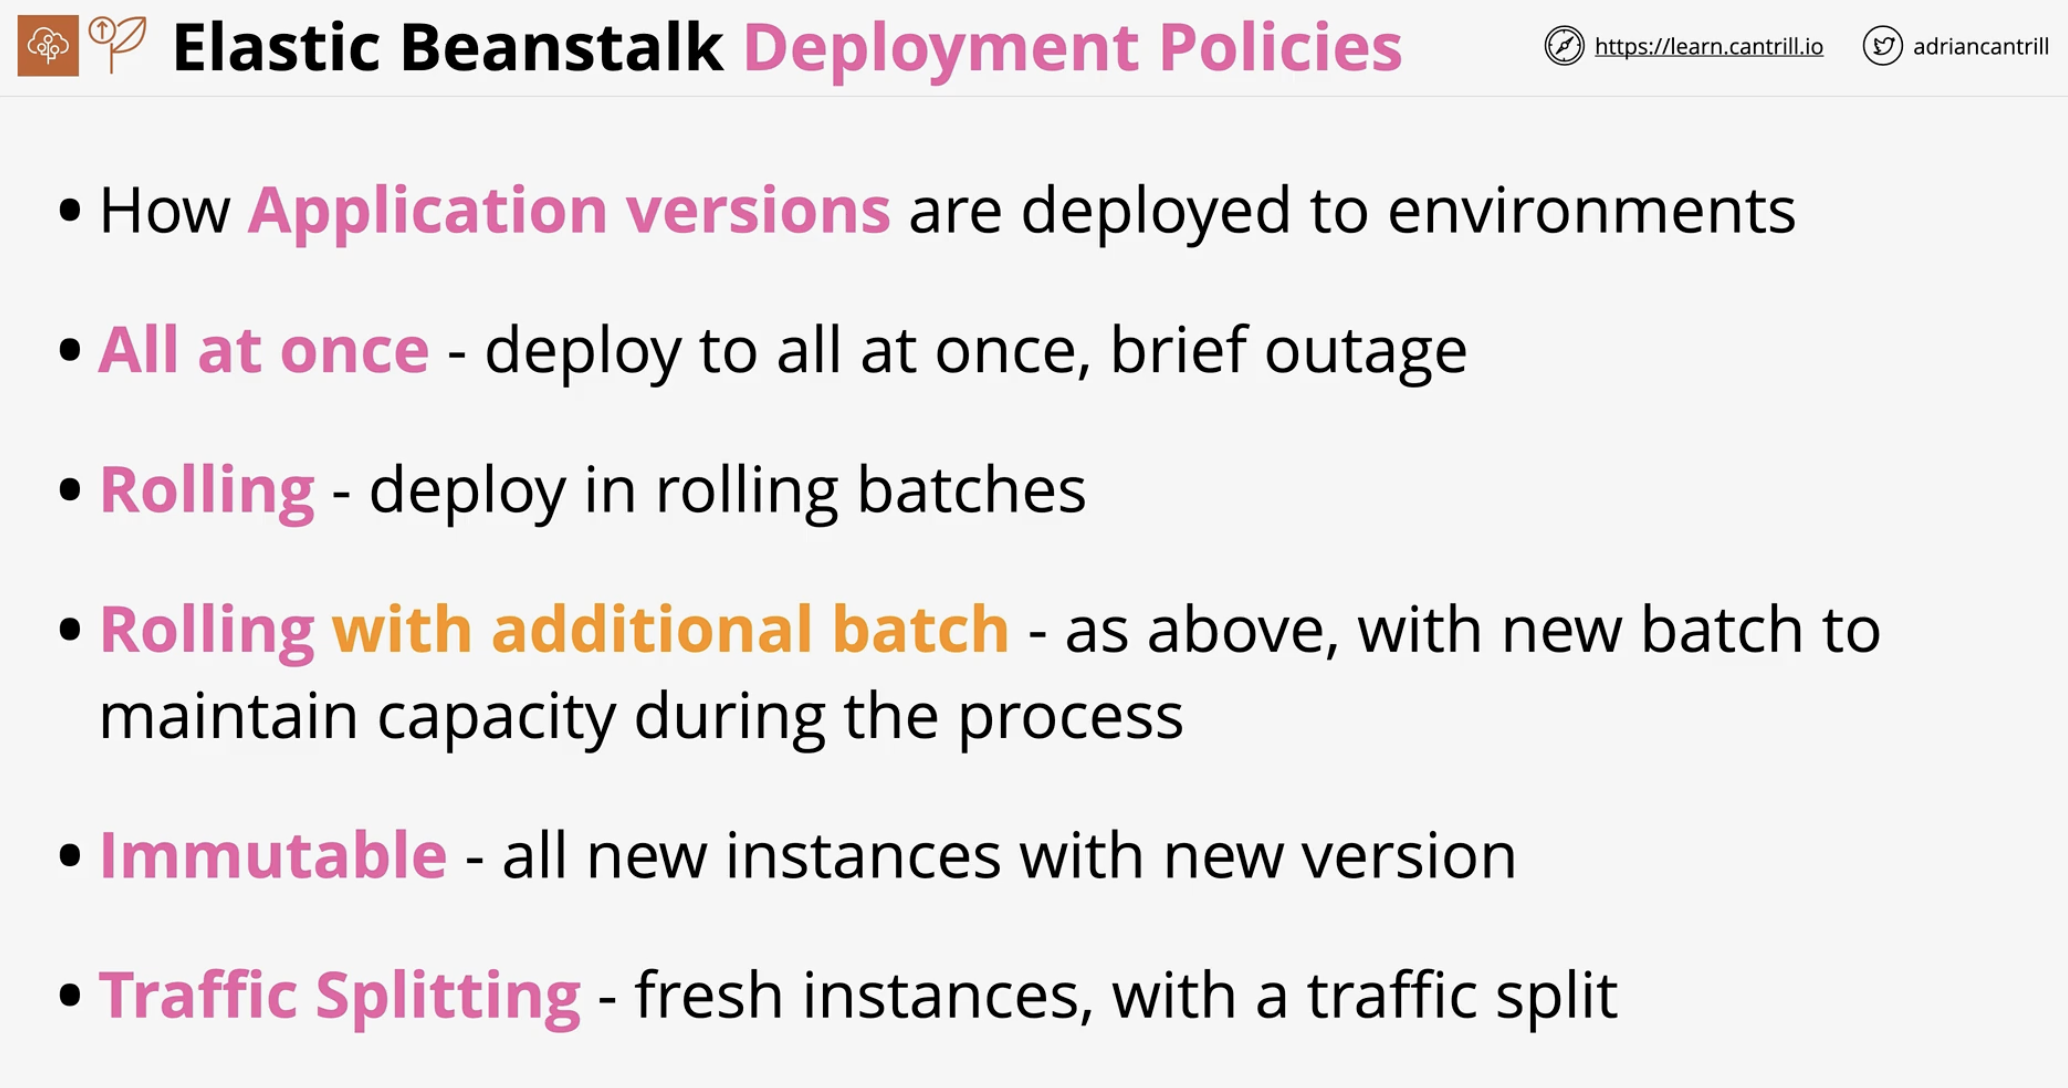 Elastic Beanstalk Deployment Policies
https://learn.cantrill.io
adriancantrill
• How Application versions are deployed to environments
• All at once - deploy to all at once, brief outage
• Rolling - deploy in rolling batches
• Rolling with additional batch - as above, with new batch to
maintain capacity during the process
• Immutable - all new instances with new version
• Traffic Splitting - fresh instances, with a traffic split